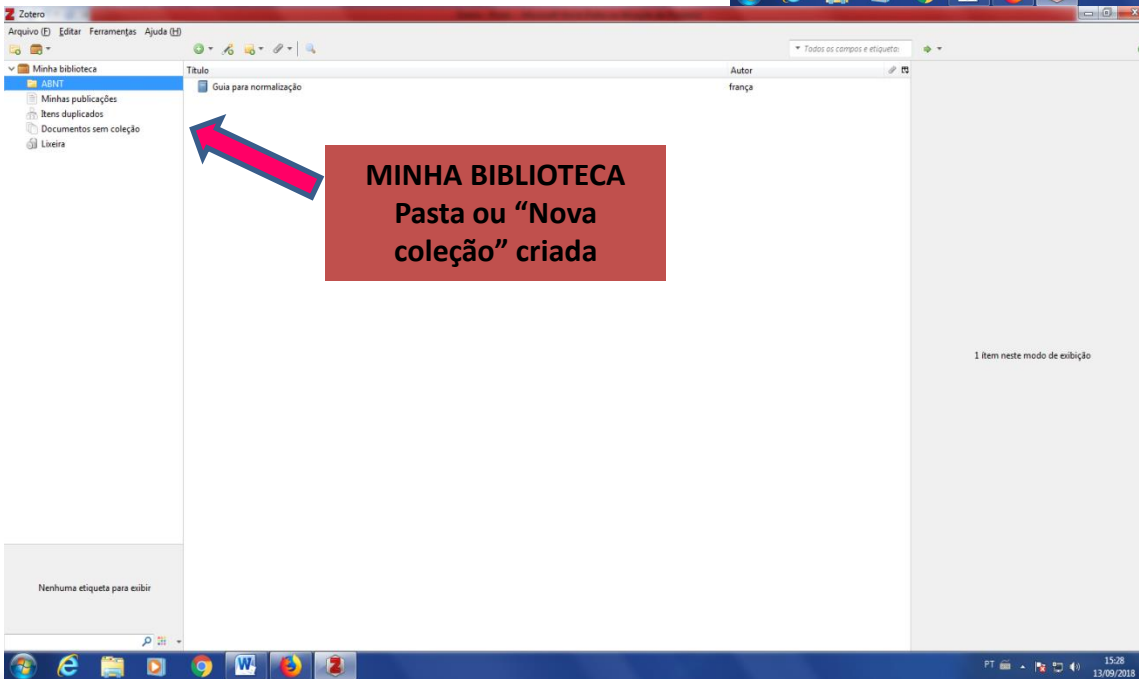 Zotero
Arquivo (F) Editar Ferramentas Ajuda (H)
Todos os campos e etiqueta:
Minha biblioteca
ABNT
Minhas publicações
Itens duplicados
Documentos sem coleção
Lixeira
Título Autor
Guia para normalização frança
MINHA BIBLIOTECA
Pasta ou “Nova
coleção” criada
1 ítem neste modo de exibição
Nenhuma etiqueta para exibir
PT
15:28
13/09/2018